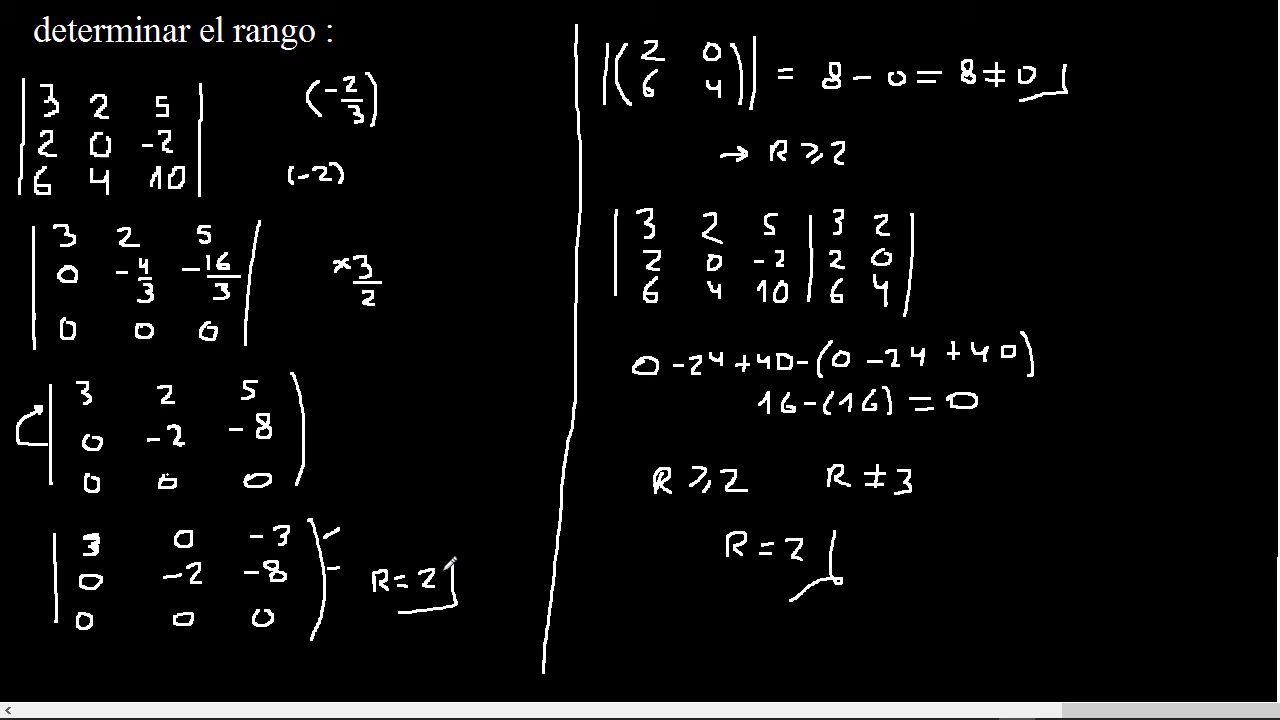 determinar el rango :
| 3 2 5 | (-2/3)
| 2 0 -2 |
| 6 4 10 | (-2)
| 3 2 5 |
| 0 -4/3 -16/3 | ×3/2
| 0 0 0 |
| 3 2 5 )
| 0 -2 -8 )
| 0 0 0 )
| 3 0 -3 ) -
| 0 -2 -8 ) - R=2
| 0 0 0 )
|( 2 0 )|
|( 6 4 )| = 8-0=8≠0
→ R ⩾ 2
| 3 2 5 | 3 2 |
| 2 0 -2 | 2 0 |
| 6 4 10 | 6 4 |
0-24+40-(0-24+40)
16-(16)=0
R ⩾ 2 R ≠ 3
R=2